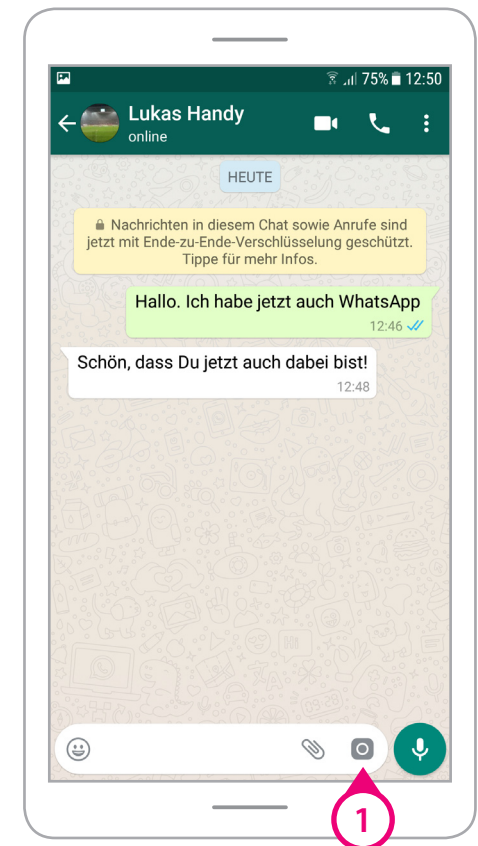 75% 12:50
Lukas Handy
online
HEUTE
Nachrichten in diesem Chat sowie Anrufe sind
jetzt mit Ende-zu-Ende-Verschlüsselung geschützt.
Tippe für mehr Infos.
Hallo. Ich habe jetzt auch WhatsApp
12:46
Schön, dass Du jetzt auch dabei bist!
12:48
1